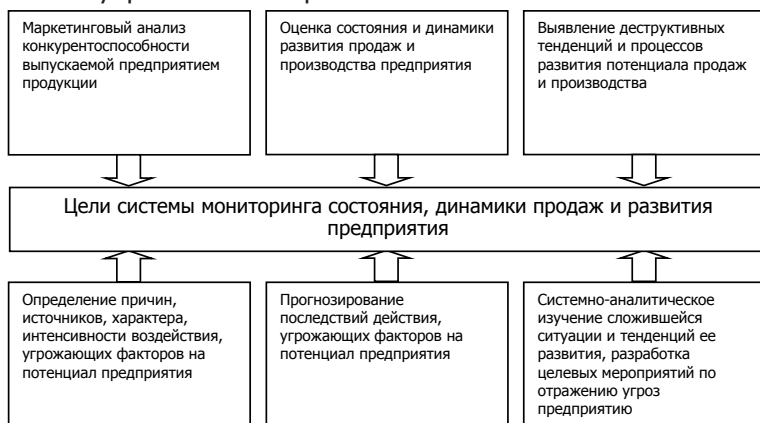 Маркетинговый анализ
конкурентоспособности
выпускаемой предприятием
продукции
Оценка состояния и динамики
развития продаж и
производства предприятия
Выявление деструктивных
тенденций и процессов
развития потенциала продаж
и производства
Цели системы мониторинга состояния, динамики продаж и развития
предприятия
Определение причин,
источников, характера,
интенсивности воздействия,
угрожающих факторов на
потенциал предприятия
Прогнозирование
последствий действия,
угрожающих факторов на
потенциал предприятия
Системно-аналитическое
изучение сложившейся
ситуации и тенденций ее
развития, разработка
целевых мероприятий по
отражению угроз
предприятию